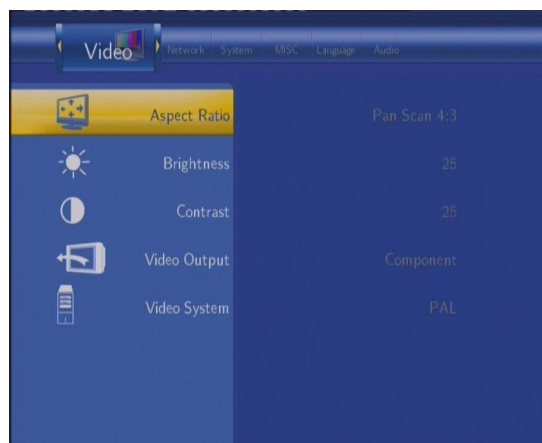 Video Network System MISC Language Audio
Aspect Ratio Pan Scan 4:3
Brightness 25
Contrast 25
Video Output Component
Video System PAL